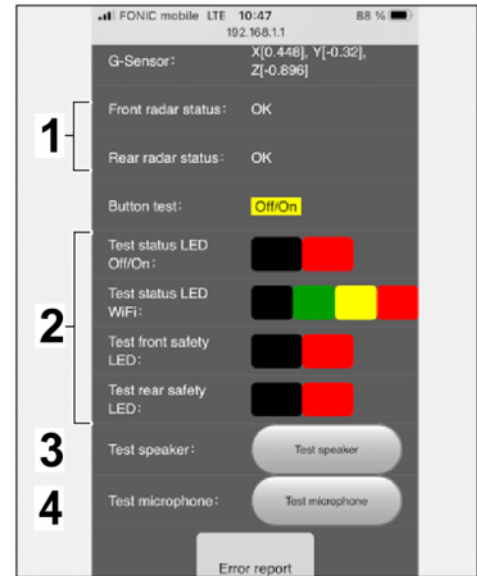 FONIC mobile LTE 10:47 88 %
192.168.1.1
G-Sensor: X[0.448], Y[-0.32],
Z[-0.896]
1
Front radar status: OK
Rear radar status: OK
Button test: Off/On
2
Test status LED
Off/On:
Test status LED
WiFi:
Test front safety
LED:
Test rear safety
LED:
3 Test speaker: Test speaker
4 Test microphone: Test microphone
Error report